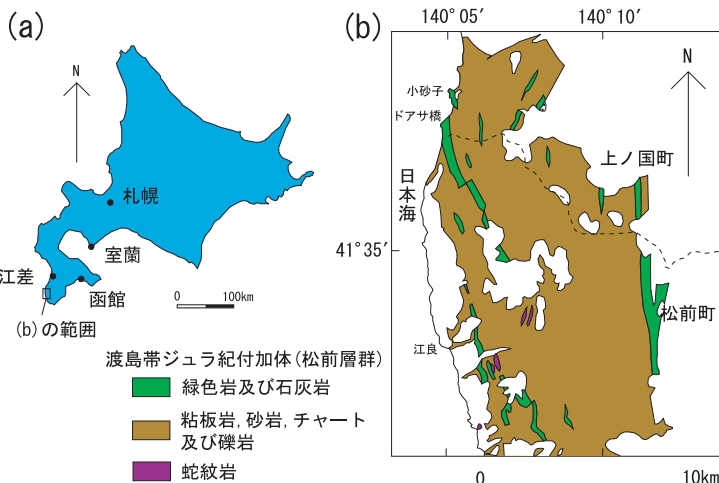 (a)
N
札幌
室蘭
江差
函館
0 100km
(b)の範囲
渡島帯ジュラ紀付加体(松前層群)
緑色岩及び石灰岩
粘板岩, 砂岩, チャート
及び礫岩
蛇紋岩
(b)
140°05′
140°10′
N
小砂子
ドアサ橋
上ノ国町
日本海
41°35′
松前町
江良
0 10km